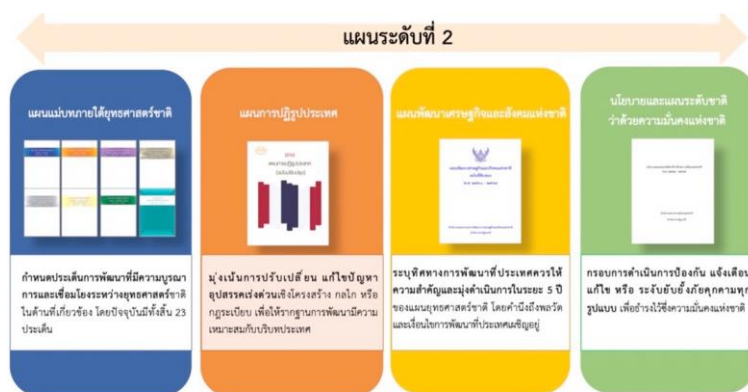 แผนระดับที่ 2
แผนแม่บทภายใต้ยุทธศาสตร์ชาติ
กำหนดประเด็นการพัฒนาที่มีความบูรณา
การและเชื่อมโยงระหว่างยุทธศาสตร์ชาติ
ในด้านที่เกี่ยวข้อง โดยปัจจุบันมีทั้งสิ้น 23
ประเด็น
แผนการปฏิรูปประเทศ
แผนการปฏิรูปประเทศ
มุ่งเน้นการปรับเปลี่ยน แก้ไขปัญหา
อุปสรรคเร่งด่วนเชิงโครงสร้าง กลไก หรือ
กฎระเบียบ เพื่อให้รากฐานการพัฒนามีความ
เหมาะสมกับบริบทประเทศ
แผนพัฒนาเศรษฐกิจและสังคมแห่งชาติ
ระบุทิศทางการพัฒนาที่ประเทศควรให้
ความสำคัญและมุ่งดำเนินการในระยะ 5 ปี
ของแผนยุทธศาสตร์ชาติ โดยคำนึงถึงพลวัต
และเงื่อนไขการพัฒนาที่ประเทศเผชิญอยู่
นโยบายและแผนระดับชาติ
ว่าด้วยความมั่นคงแห่งชาติ
กรอบการดำเนินการป้องกัน แจ้งเตือน
แก้ไข หรือ ระงับยับยั้งภัยคุกคามทุก
รูปแบบ เพื่อธำรงไว้ซึ่งความมั่นคงแห่งชาติ